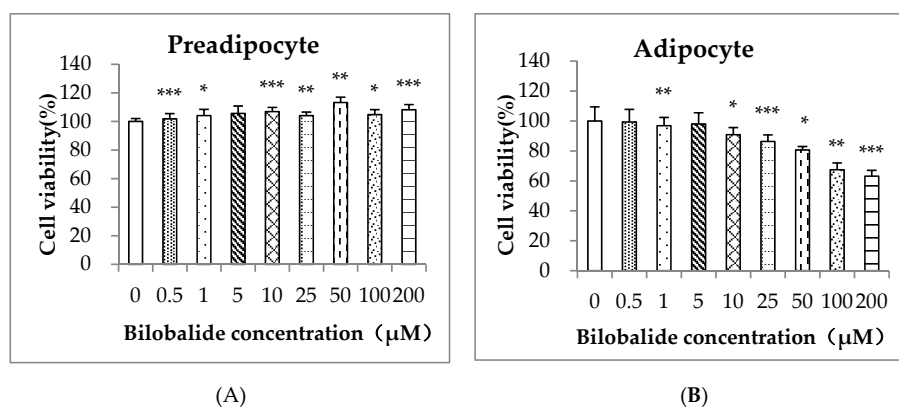 Preadipocyte
140
120
100
80
60
40
20
0
Cell viability(%)
*** * *** ** ** * ***
0 0.5 1 5 10 25 50 100 200
Bilobalide concentration（µM）
(A)
Adipocyte
140
120
100
80
60
40
20
0
Cell viability(%)
** * *** * ** ***
0 0.5 1 5 10 25 50 100 200
Bilobalide concentration（µM）
(B)